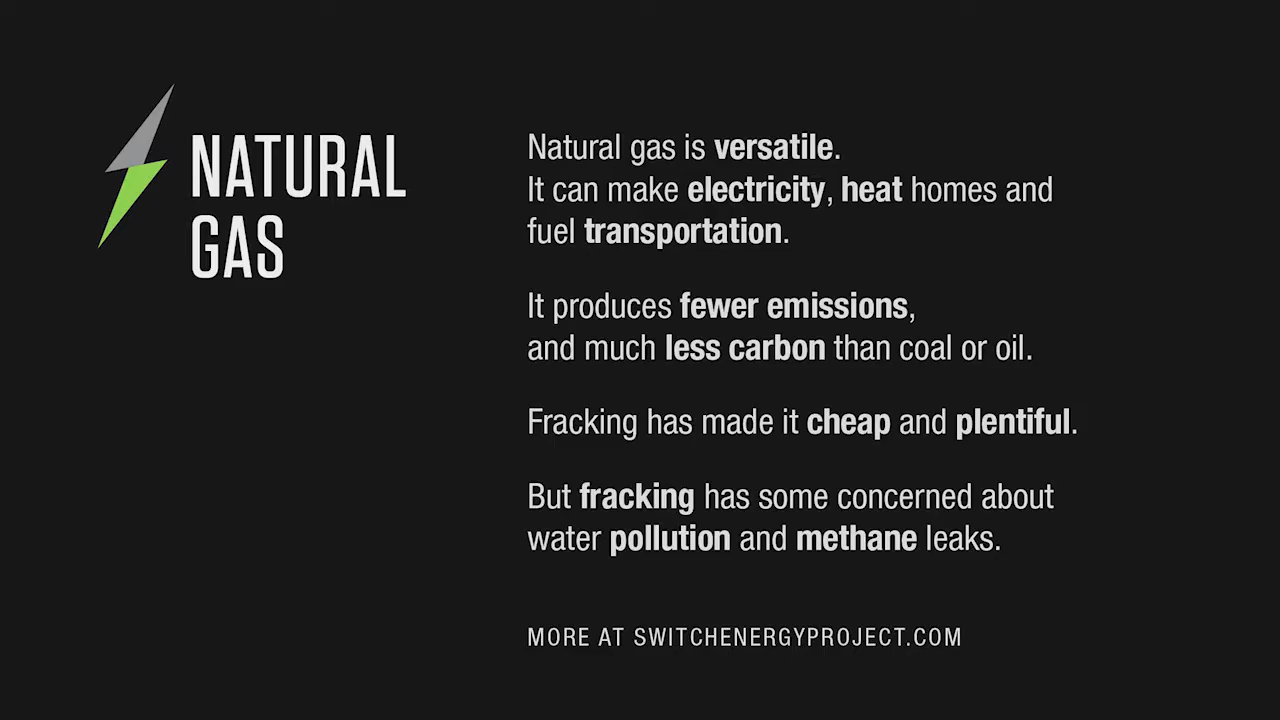 NATURAL
GAS
Natural gas is versatile.
It can make electricity, heat homes and
fuel transportation.
It produces fewer emissions,
and much less carbon than coal or oil.
Fracking has made it cheap and plentiful.
But fracking has some concerned about
water pollution and methane leaks.
MORE AT SWITCHENERGYPROJECT.COM